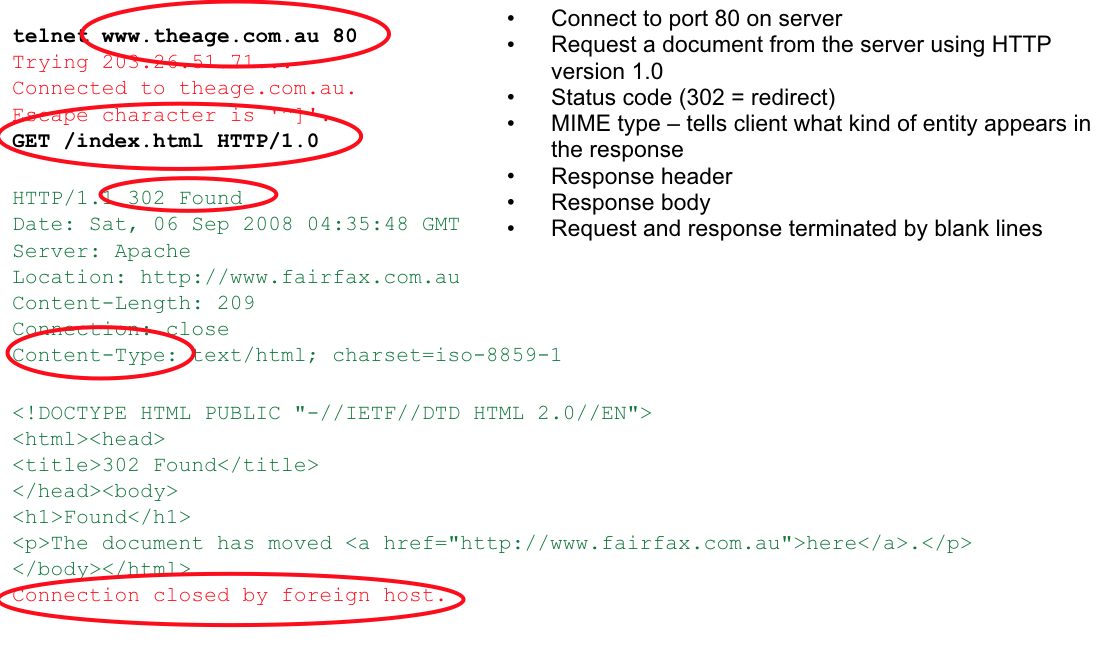 telnet www.theage.com.au 80
Trying 203.26.51.71...
Connected to theage.com.au.
Escape character is '^]'.
GET /index.html HTTP/1.0
HTTP/1.1 302 Found
Date: Sat, 06 Sep 2008 04:35:48 GMT
Server: Apache
Location: http://www.fairfax.com.au
Content-Length: 209
Connection: close
Content-Type: text/html; charset=iso-8859-1
<!DOCTYPE HTML PUBLIC "-//IETF//DTD HTML 2.0//EN">
<html><head>
<title>302 Found</title>
</head><body>
<h1>Found</h1>
<p>The document has moved <a href="http://www.fairfax.com.au">here</a>.</p>
</body></html>
Connection closed by foreign host.
• Connect to port 80 on server
• Request a document from the server using HTTP
version 1.0
• Status code (302 = redirect)
• MIME type – tells client what kind of entity appears in
the response
• Response header
• Response body
• Request and response terminated by blank lines